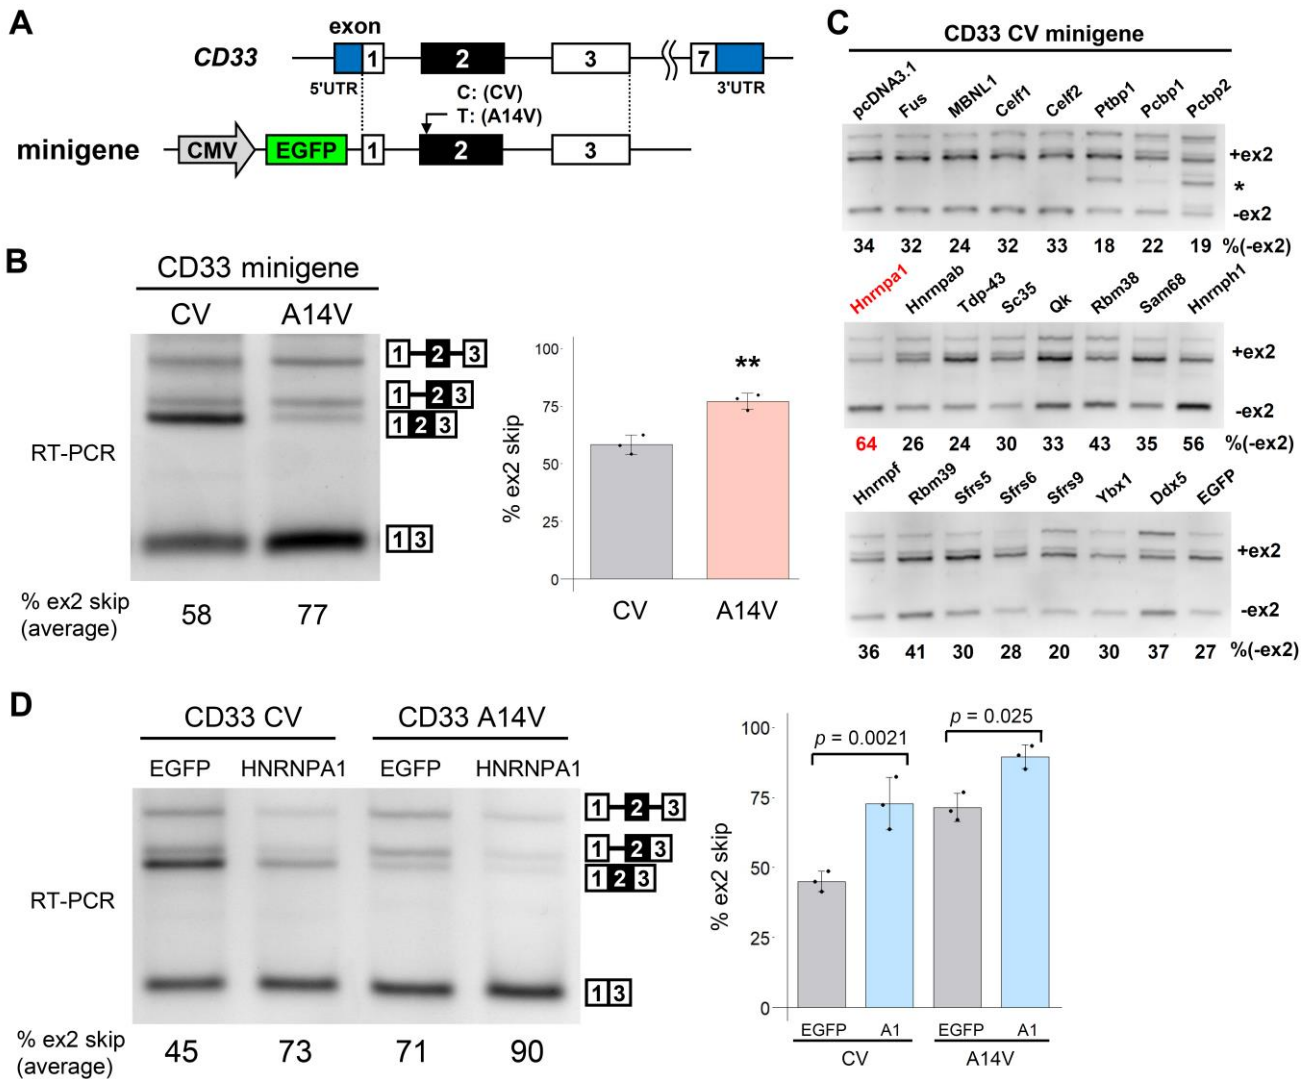 A
exon
CD33
1
2
3
7
5'UTR
3'UTR
C: (CV)
T: (A14V)
minigene
CMV
EGFP
1
2
3
B
CD33 minigene
CV A14V
1 2 3
1 2 3
1 2 3
1 3
RT-PCR
% ex2 skip
(average)
58 77
% ex2 skip
100
75
50
25
0
**
CV A14V
C
CD33 CV minigene
pcDNA3.1 Fus MBNL1 Celf1 Celf2 Ptbp1 Pcbp1 Pcbp2
+ex2
*
-ex2
34 32 24 32 33 18 22 19 %(-ex2)
Hnrnpa1 Hnrnpab Tdp-43 Sc35 Qk Rbm38 Sam68 Hnrnph1
+ex2
-ex2
64 26 24 30 33 43 35 56 %(-ex2)
Hnrnpf Rbm39 Sfrs5 Sfrs6 Sfrs9 Ybx1 Ddx5 EGFP
+ex2
-ex2
36 41 30 28 20 30 37 27 %(-ex2)
D
CD33 CV CD33 A14V
EGFP HNRNPA1 EGFP HNRNPA1
1 2 3
1 2 3
1 2 3
1 3
RT-PCR
% ex2 skip
(average)
45 73 71 90
% ex2 skip
100
75
50
25
0
p = 0.0021
p = 0.025
EGFP A1 EGFP A1
CV A14V